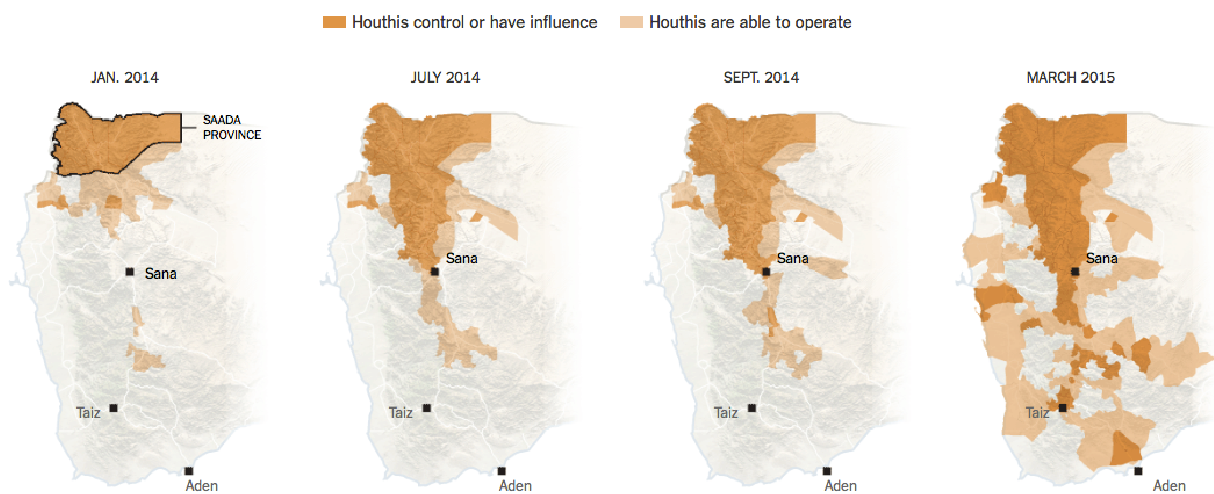 Houthis control or have influence
Houthis are able to operate
JAN. 2014
SAADA
PROVINCE
Sana
Taiz
Aden
JULY 2014
Sana
Taiz
Aden
SEPT. 2014
Sana
Taiz
Aden
MARCH 2015
Sana
Taiz
Aden